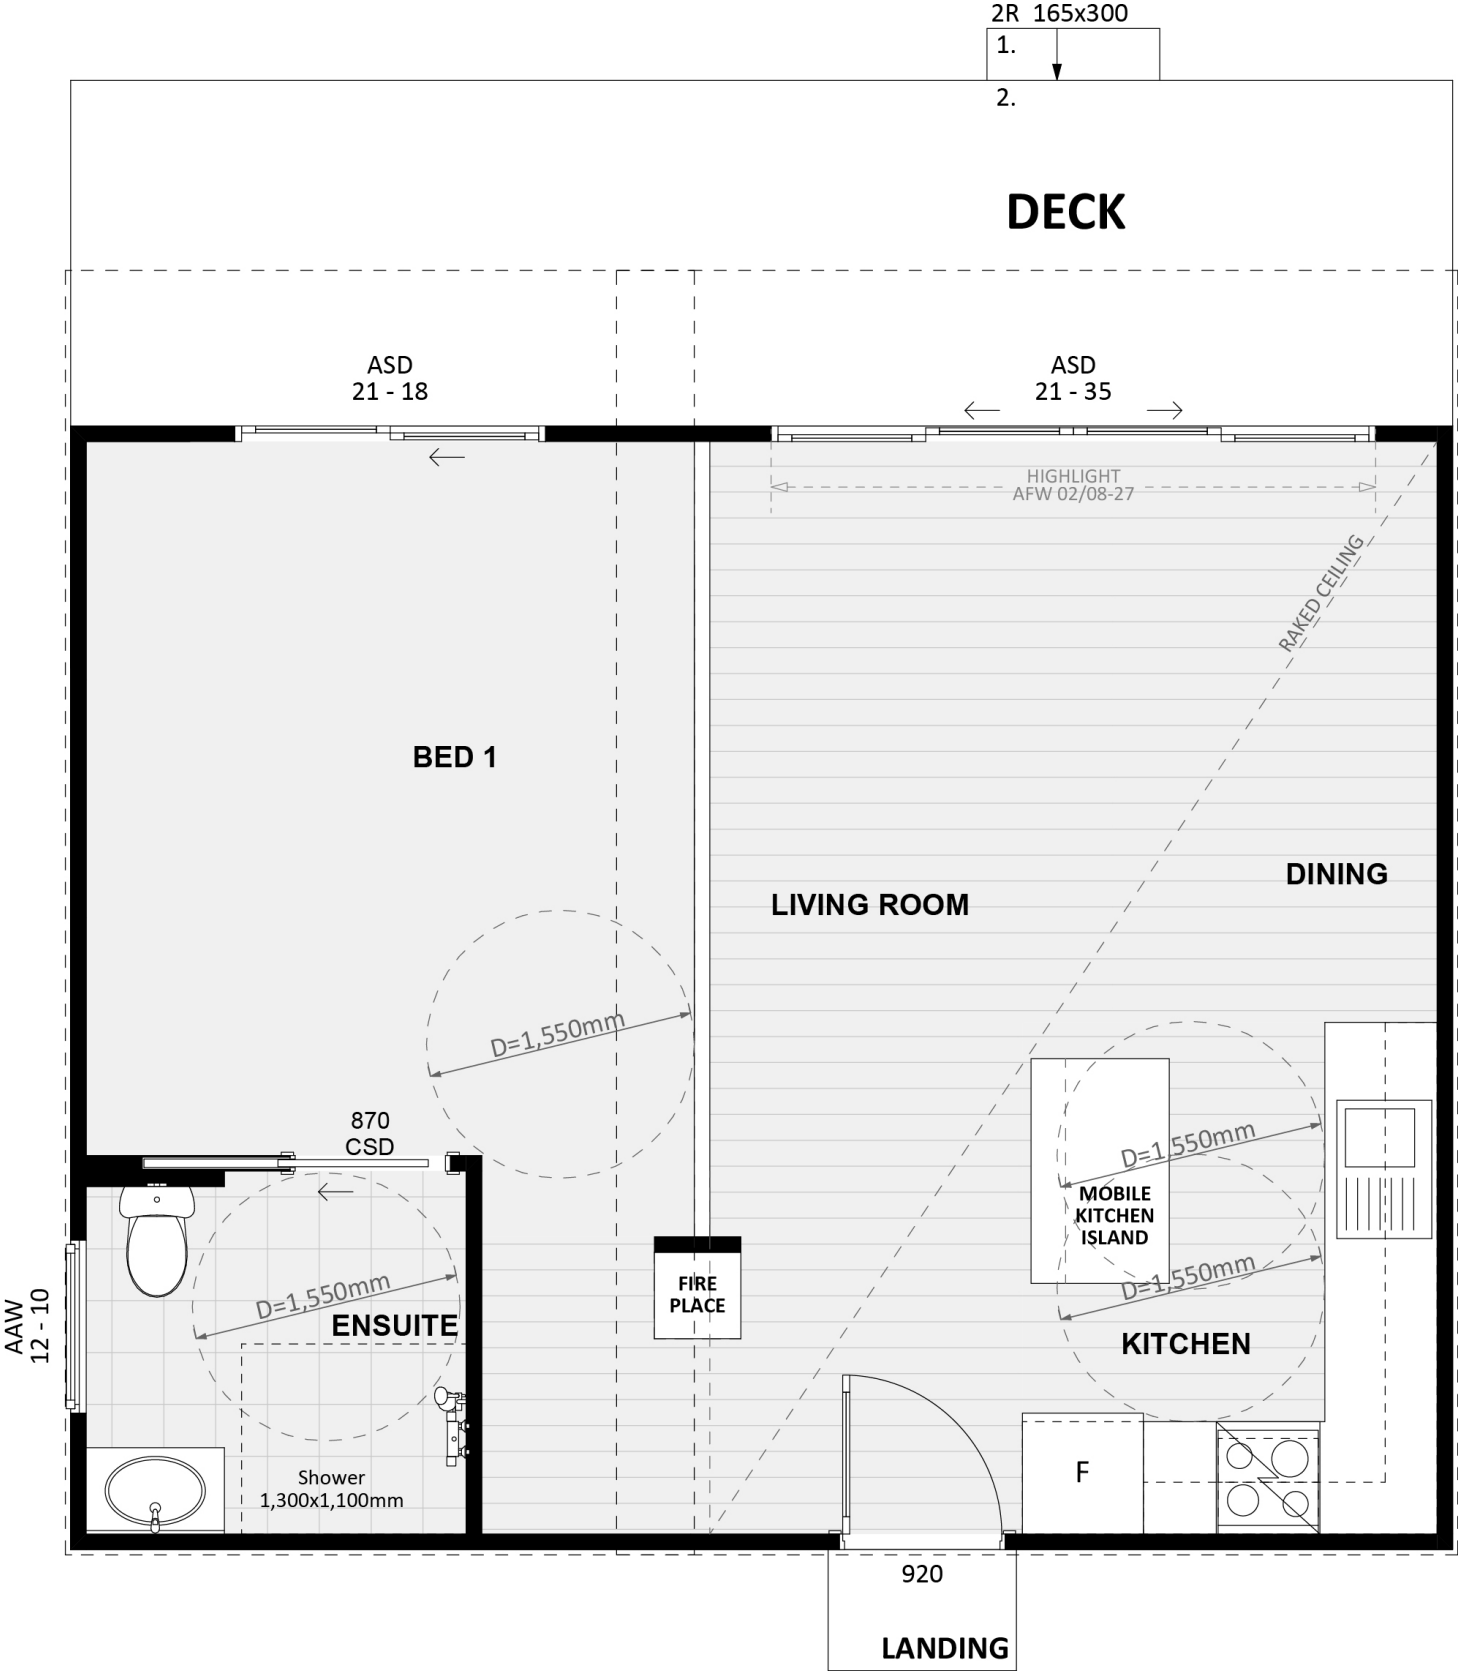 2R 165x300
1.
2.
DECK
ASD
21 - 18
ASD
21 - 35
HIGHLIGHT
AFW 02/08-27
RAKED CEILING
BED 1
DINING
LIVING ROOM
D=1,550mm
870
CSD
D=1,550mm
MOBILE
KITCHEN
ISLAND
D=1,550mm
FIRE
PLACE
D=1,550mm
ENSUITE
KITCHEN
AAW
12 - 10
Shower
1,300x1,100mm
F
920
LANDING